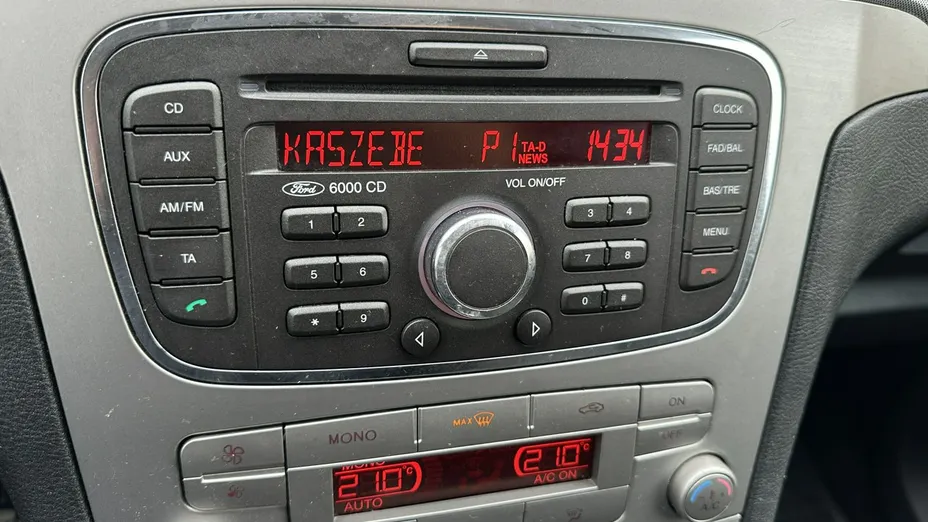 CD
AUX
AM/FM
TA
KASZEBE P1 TA-D NEWS 1434
Ford 6000 CD
VOL ON/OFF
1 2
5 6
* 9
3 4
7 8
0 #
CLOCK
FAD/BAL
BAS/TRE
MENU
MONO
MAX
ON
OFF
MONO
21.0°C
AUTO
21.0°C
A/C ON
A/C